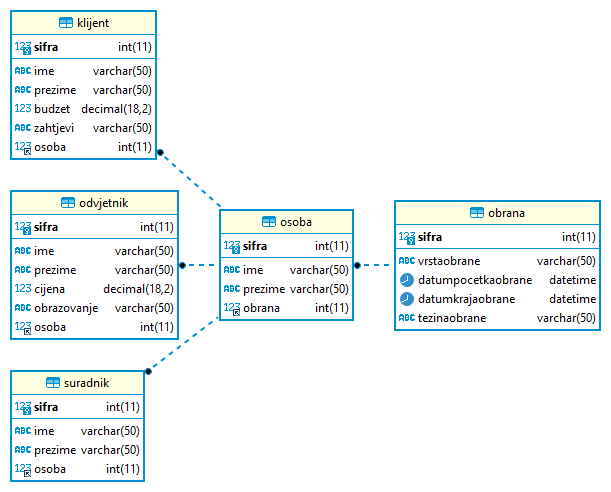 klijent
123 sifra int(11)
ABC ime varchar(50)
ABC prezime varchar(50)
123 budzet decimal(18,2)
ABC zahtjevi varchar(50)
123 osoba int(11)
odvjetnik
123 sifra int(11)
ABC ime varchar(50)
ABC prezime varchar(50)
123 cijena decimal(18,2)
ABC obrazovanje varchar(50)
123 osoba int(11)
suradnik
123 sifra int(11)
ABC ime varchar(50)
ABC prezime varchar(50)
123 osoba int(11)
osoba
123 sifra int(11)
ABC ime varchar(50)
ABC prezime varchar(50)
123 obrana int(11)
obrana
123 sifra int(11)
ABC vrstaobrane varchar(50)
datumpocetkaobrane datetime
datumkrajaobrane datetime
ABC tezinaobrane varchar(50)